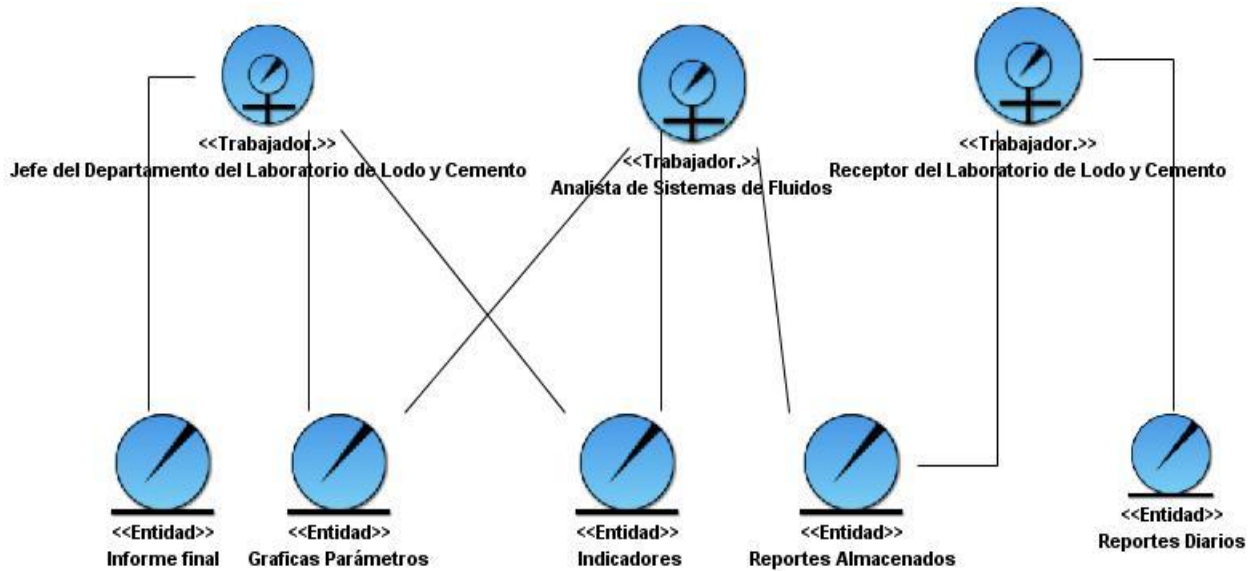 <<Trabajador.>>
Jefe del Departamento del Laboratorio de Lodo y Cemento
<<Trabajador.>>
Analista de Sistemas de Fluidos
<<Trabajador.>>
Receptor del Laboratorio de Lodo y Cemento
<<Entidad>>
Informe final
<<Entidad>>
Graficas Parámetros
<<Entidad>>
Indicadores
<<Entidad>>
Reportes Almacenados
<<Entidad>>
Reportes Diarios